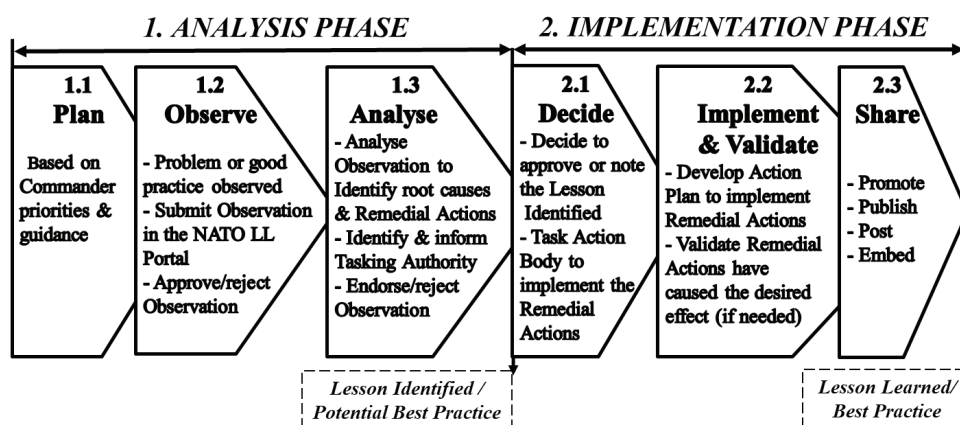 1. ANALYSIS PHASE
2. IMPLEMENTATION PHASE
1.1
Plan
Based on
Commander
priorities &
guidance
1.2
Observe
- Problem or good
practice observed
- Submit Observation
in the NATO LL
Portal
- Approve/reject
Observation
1.3
Analyse
- Analyse
Observation to
Identify root causes
& Remedial Actions
- Identify & inform
Tasking Authority
- Endorse/reject
Observation
2.1
Decide
- Decide to
approve or note
the Lesson
Identified
- Task Action
Body to
implement the
Remedial
Actions
2.2
Implement
& Validate
- Develop Action
Plan to implement
Remedial Actions
- Validate Remedial
Actions have
caused the desired
effect (if needed)
2.3
Share
- Promote
- Publish
- Post
- Embed
Lesson Identified /
Potential Best Practice
Lesson Learned/
Best Practice